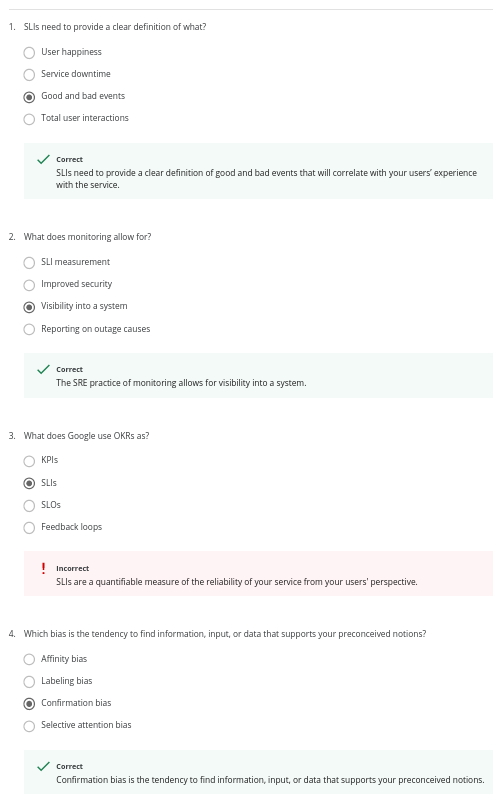 1. SLIs need to provide a clear definition of what?
User happiness
Service downtime
Good and bad events
Total user interactions
Correct
SLIs need to provide a clear definition of good and bad events that will correlate with your users' experience
with the service.
2. What does monitoring allow for?
SLI measurement
Improved security
Visibility into a system
Reporting on outage causes
Correct
The SRE practice of monitoring allows for visibility into a system.
3. What does Google use OKRs as?
KPIs
SLIs
SLOs
Feedback loops
Incorrect
SLIs are a quantifiable measure of the reliability of your service from your users' perspective.
4. Which bias is the tendency to find information, input, or data that supports your preconceived notions?
Affinity bias
Labeling bias
Confirmation bias
Selective attention bias
Correct
Confirmation bias is the tendency to find information, input, or data that supports your preconceived notions.